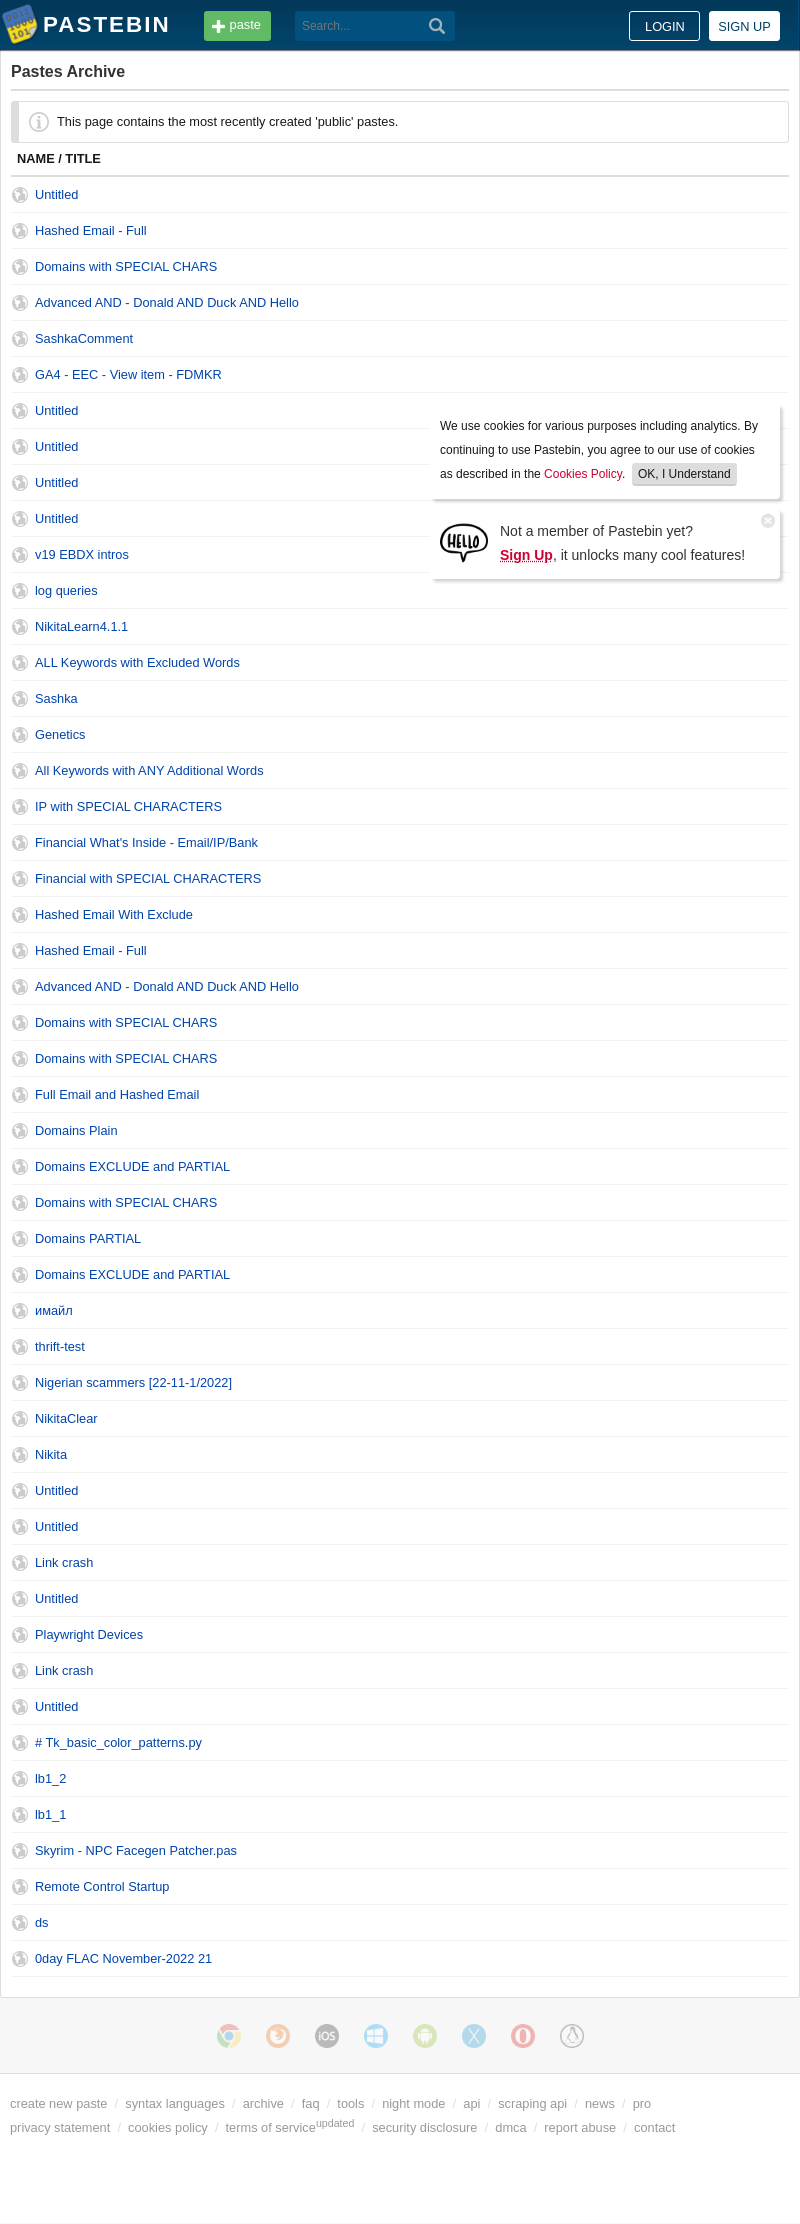 PASTEBIN
paste
Search...
LOGIN
SIGN UP
Pastes Archive
This page contains the most recently created 'public' pastes.
NAME / TITLE
Untitled
Hashed Email - Full
Domains with SPECIAL CHARS
Advanced AND - Donald AND Duck AND Hello
SashkaComment
GA4 - EEC - View item - FDMKR
Untitled
Untitled
Untitled
Untitled
v19 EBDX intros
log queries
We use cookies for various purposes including analytics. By
continuing to use Pastebin, you agree to our use of cookies
as described in the Cookies Policy. OK, I Understand
HELLO
Not a member of Pastebin yet?
Sign Up, it unlocks many cool features!
NikitaLearn4.1.1
ALL Keywords with Excluded Words
Sashka
Genetics
All Keywords with ANY Additional Words
IP with SPECIAL CHARACTERS
Financial What's Inside - Email/IP/Bank
Financial with SPECIAL CHARACTERS
Hashed Email With Exclude
Hashed Email - Full
Advanced AND - Donald AND Duck AND Hello
Domains with SPECIAL CHARS
Domains with SPECIAL CHARS
Full Email and Hashed Email
Domains Plain
Domains EXCLUDE and PARTIAL
Domains with SPECIAL CHARS
Domains PARTIAL
Domains EXCLUDE and PARTIAL
имайл
thrift-test
Nigerian scammers [22-11-1/2022]
NikitaClear
Nikita
Untitled
Untitled
Link crash
Untitled
Playwright Devices
Link crash
Untitled
# Tk_basic_color_patterns.py
lb1_2
lb1_1
Skyrim - NPC Facegen Patcher.pas
Remote Control Startup
ds
0day FLAC November-2022 21
iOS
create new paste / syntax languages / archive / faq / tools / night mode / api / scraping api / news / pro
privacy statement / cookies policy / terms of service updated / security disclosure / dmca / report abuse / contact